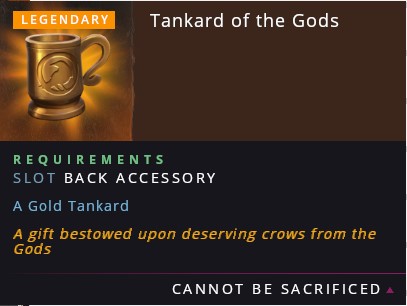 LEGENDARY
Tankard of the Gods
REQUIREMENTS
SLOT BACK ACCESSORY
A Gold Tankard
A gift bestowed upon deserving crows from the
Gods
CANNOT BE SACRIFICED